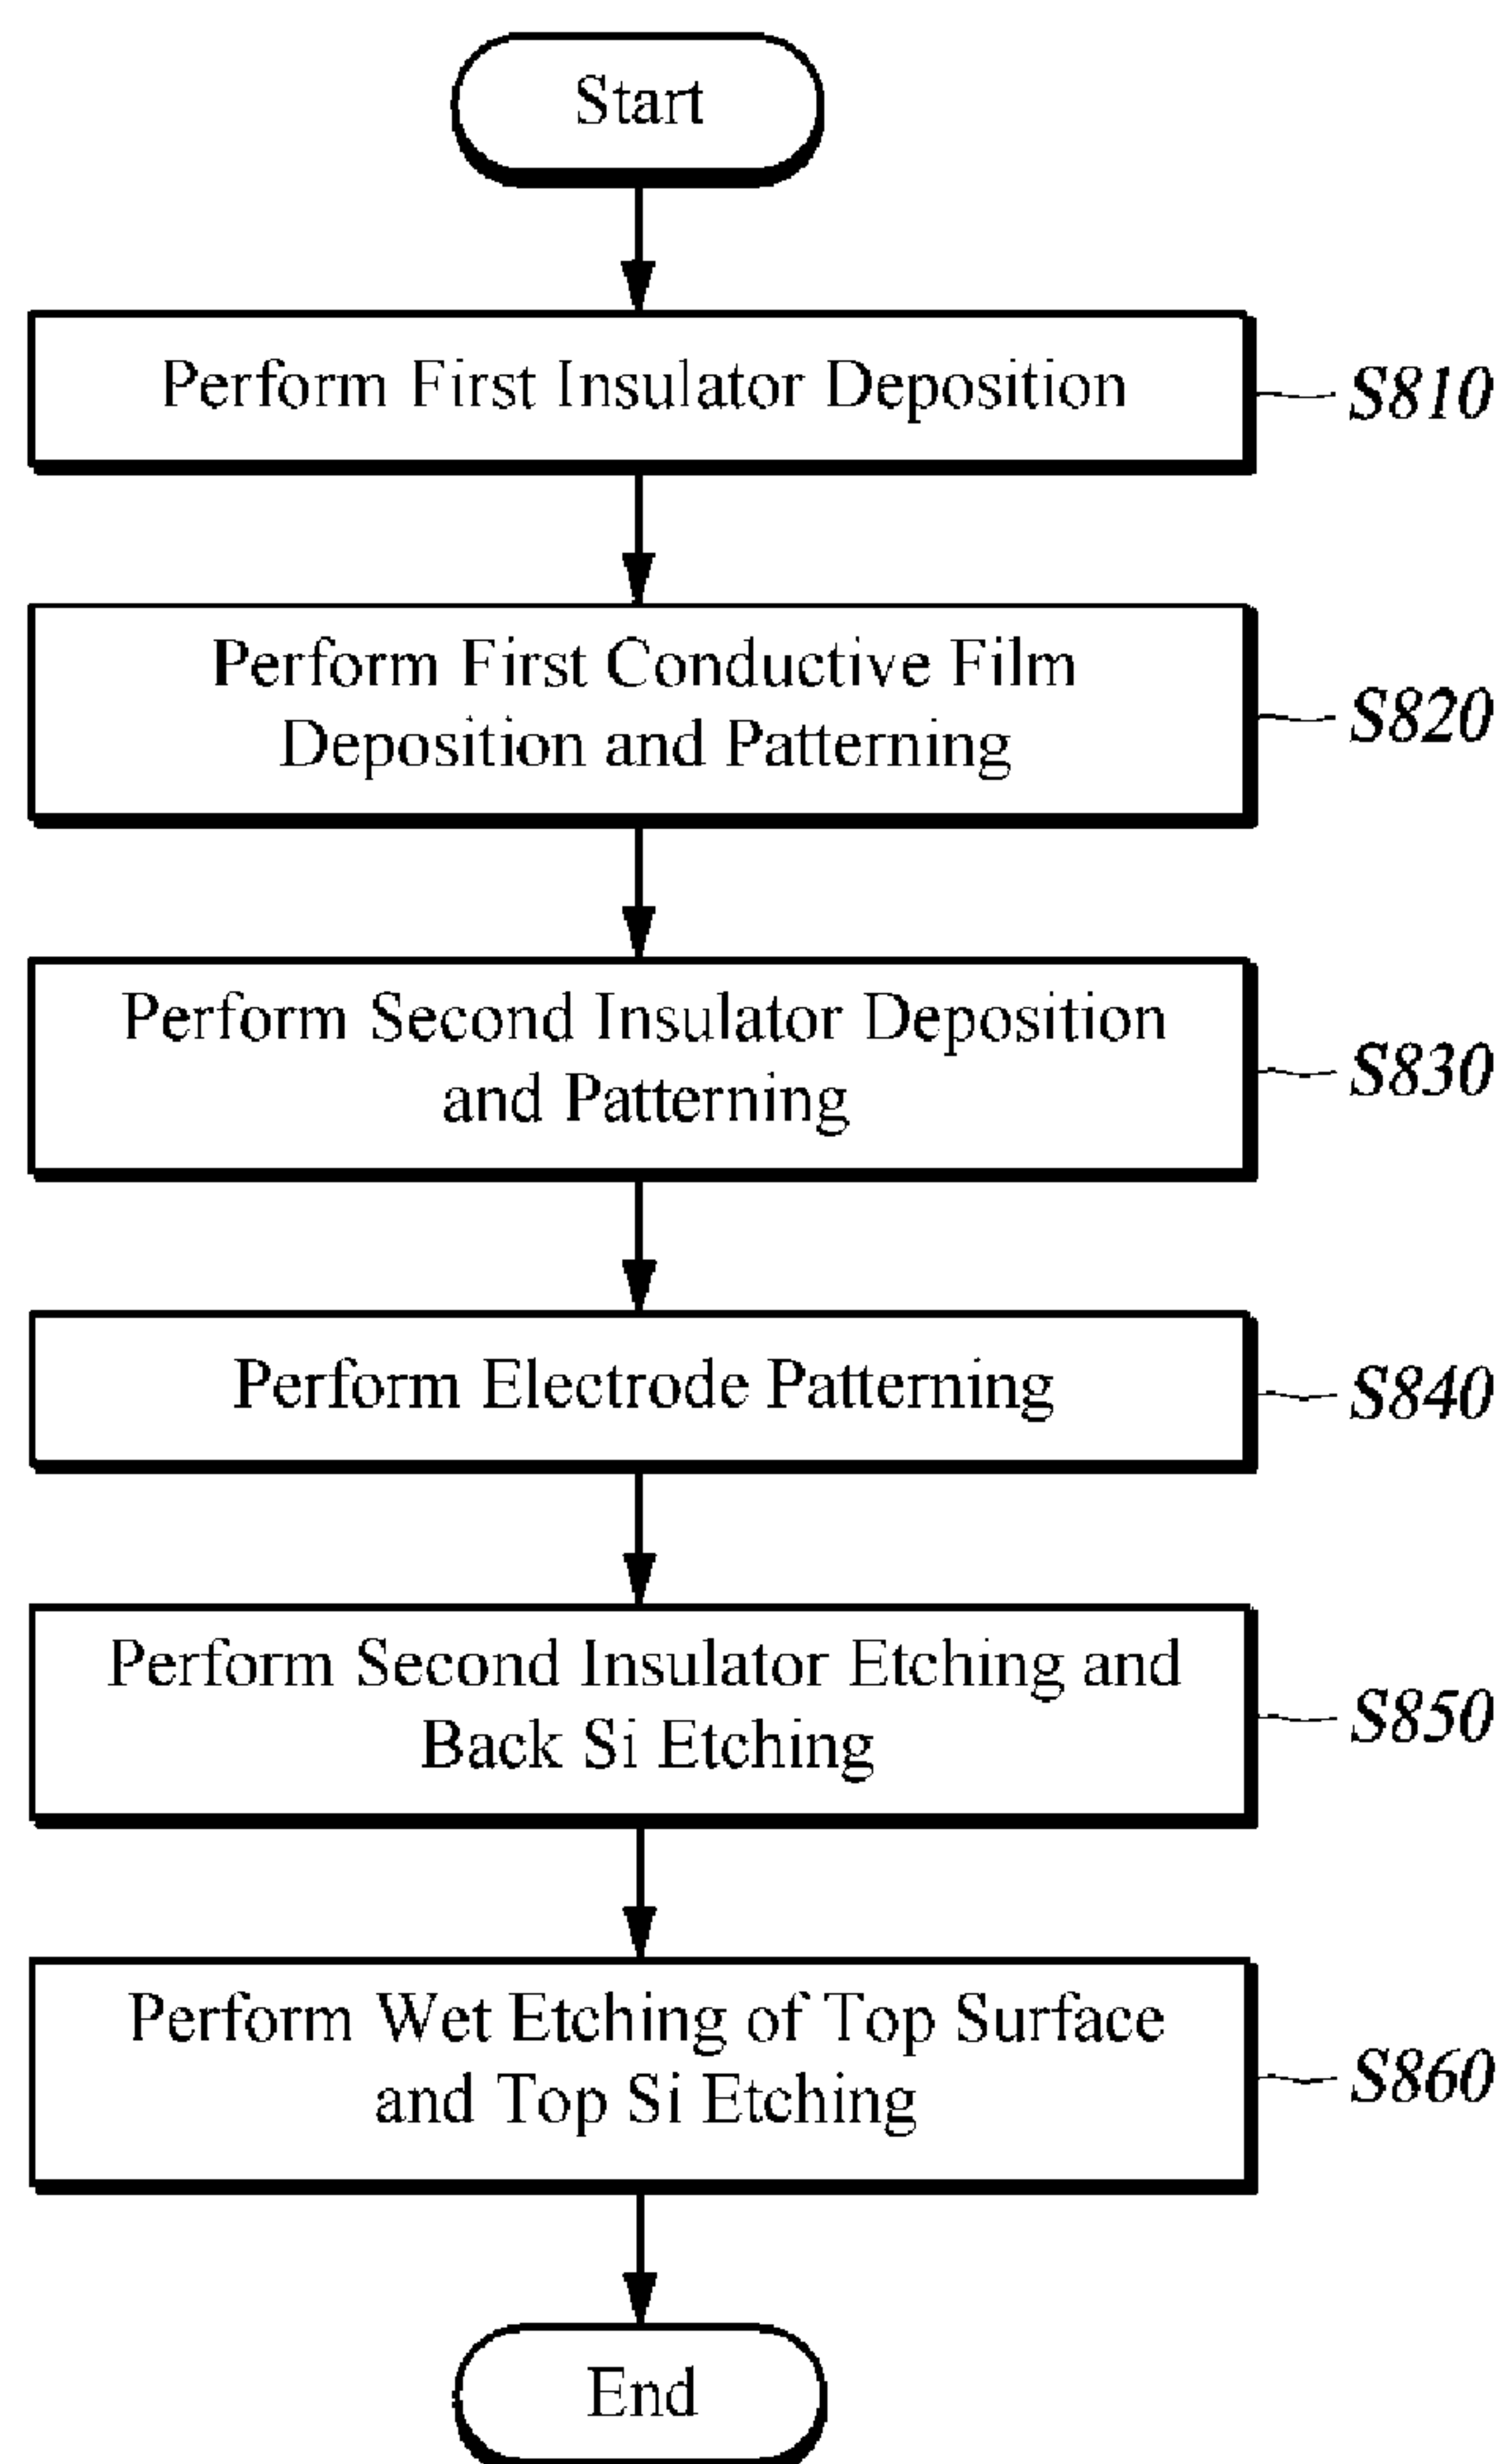 Start
Perform First Insulator Deposition
S810
Perform First Conductive Film
Deposition and Patterning
S820
Perform Second Insulator Deposition
and Patterning
S830
Perform Electrode Patterning
S840
Perform Second Insulator Etching and
Back Si Etching
S850
Perform Wet Etching of Top Surface
and Top Si Etching
S860
End